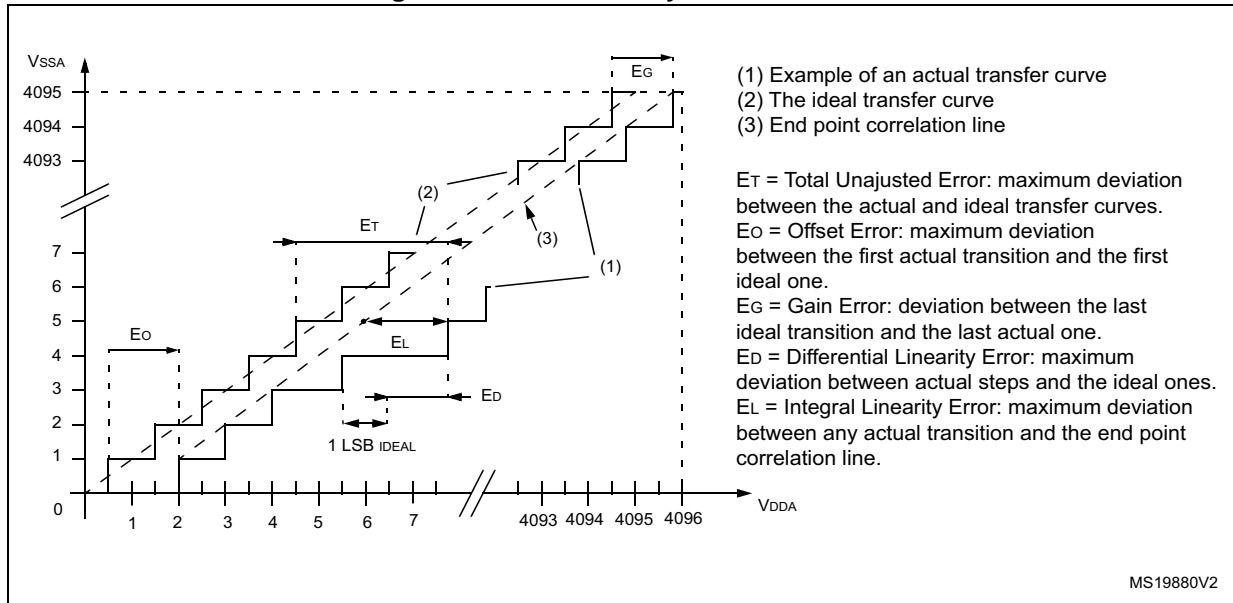 VSSA
4095
4094
4093
7
6
5
4
3
2
1
0
1 2 3 4 5 6 7 4093 4094 4095 4096
VDDA
EO
ET
EG
EL
ED
1 LSB IDEAL
(2)
(3)
(1)
(1) Example of an actual transfer curve
(2) The ideal transfer curve
(3) End point correlation line
ET = Total Unajusted Error: maximum deviation
between the actual and ideal transfer curves.
EO = Offset Error: maximum deviation
between the first actual transition and the first
ideal one.
EG = Gain Error: deviation between the last
ideal transition and the last actual one.
ED = Differential Linearity Error: maximum
deviation between actual steps and the ideal ones.
EL = Integral Linearity Error: maximum deviation
between any actual transition and the end point
correlation line.
MS19880V2